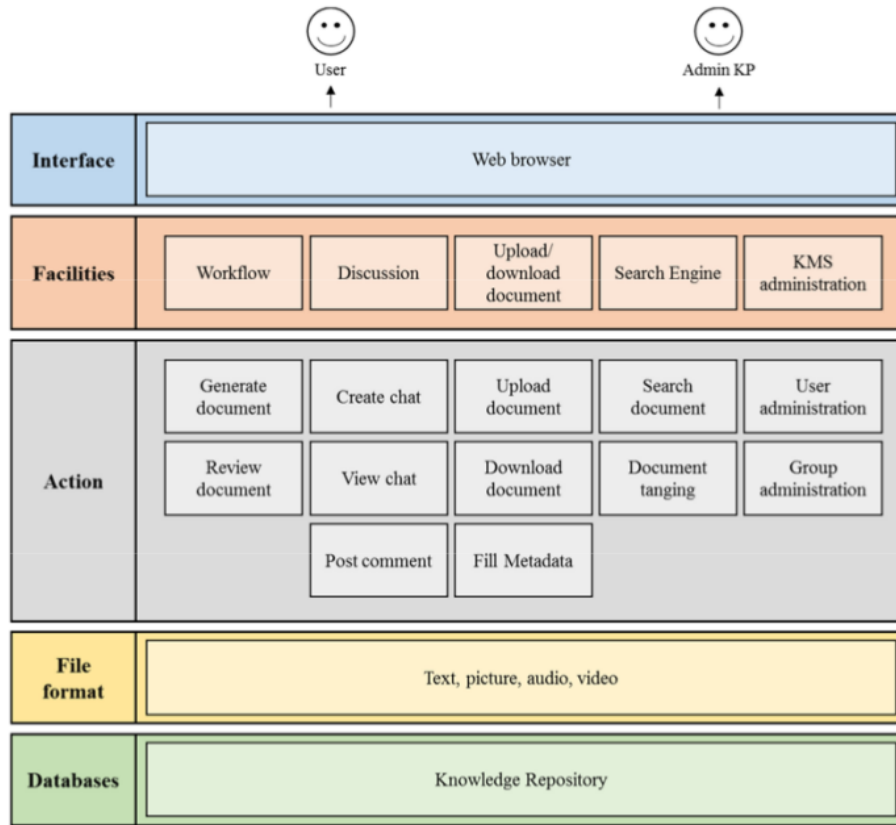 User
Admin KP
Interface
Web browser
Facilities
Workflow
Discussion
Upload/
download
document
Search Engine
KMS
administration
Action
Generate
document
Create chat
Upload
document
Search
document
User
administration
Review
document
View chat
Download
document
Document
tanging
Group
administration
Post comment
Fill Metadata
File
format
Text, picture, audio, video
Databases
Knowledge Repository